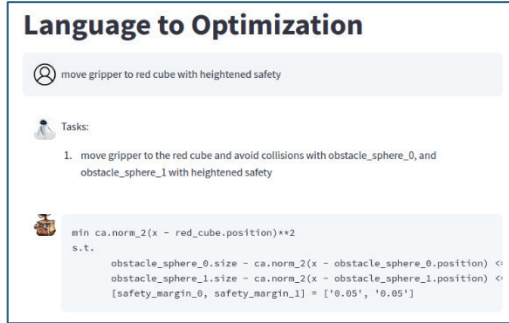 Language to Optimization
move gripper to red cube with heightened safety
Tasks:
1. move gripper to the red cube and avoid collisions with obstacle_sphere_0, and
obstacle_sphere_1 with heightened safety
min ca.norm_2(x - red_cube.position)**2
s.t.
obstacle_sphere_0.size - ca.norm_2(x - obstacle_sphere_0.position) <
obstacle_sphere_1.size - ca.norm_2(x - obstacle_sphere_1.position) <
[safety_margin_0, safety_margin_1] = ['0.05', '0.05']